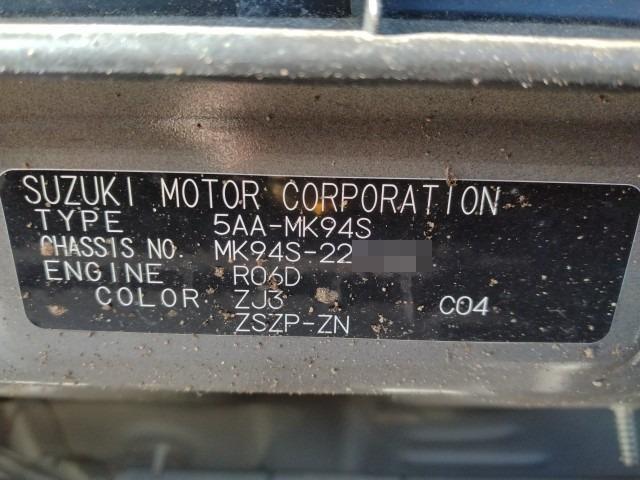 SUZUKI MOTOR CORPORATION
TYPE 5AA-MK94S
CHASSIS NO. MK94S-22
ENGINE R06D
COLOR ZJ3 C04
ZSZP-ZN